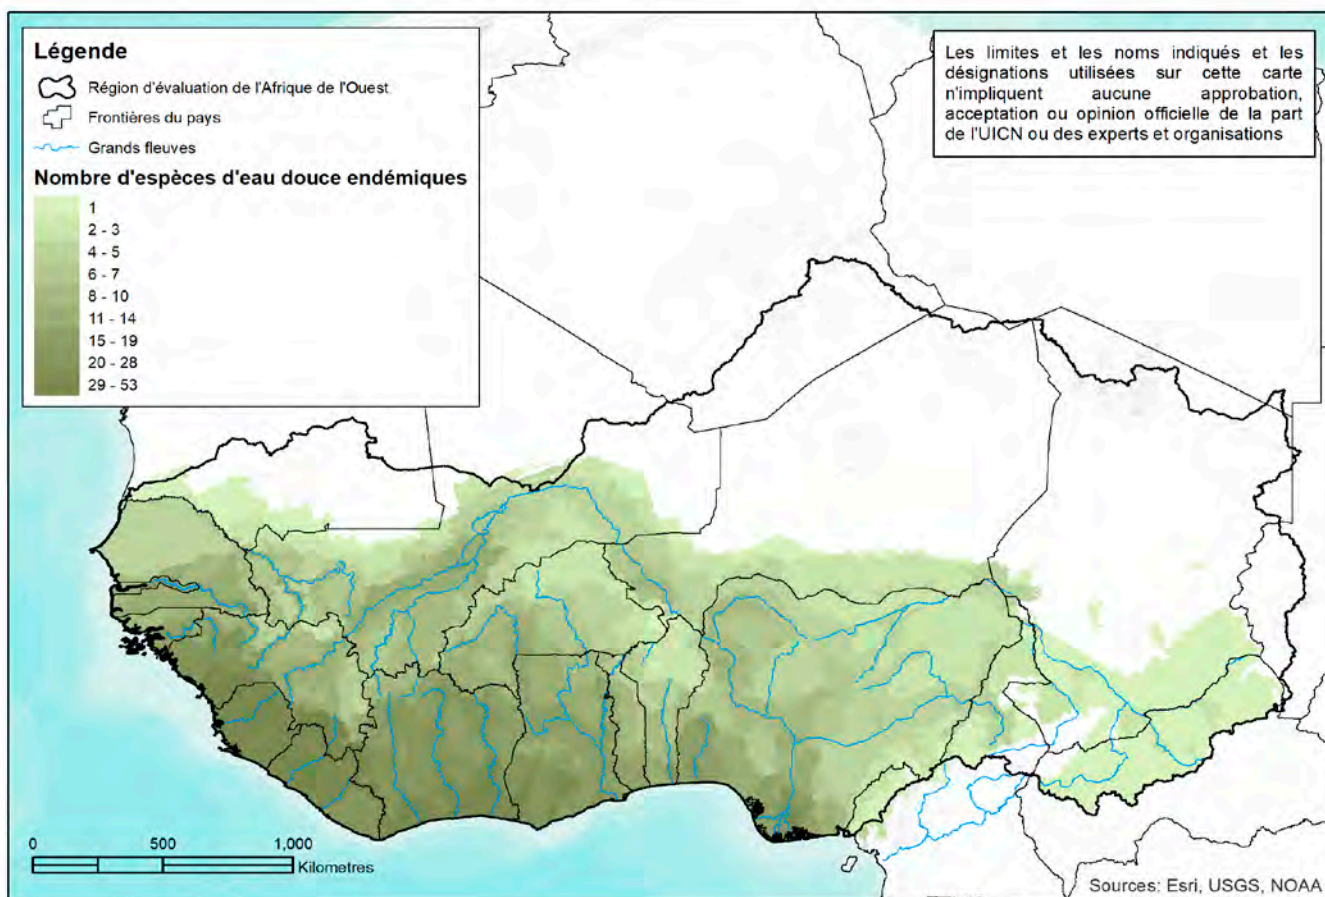 Légende
Région d'évaluation de l'Afrique de l'Ouest
Frontières du pays
Grands fleuves
Nombre d'espèces d'eau douce endémiques
1
2 - 3
4 - 5
6 - 7
8 - 10
11 - 14
15 - 19
20 - 28
29 - 53
Les limites et les noms indiqués et les
désignations utilisées sur cette carte
n'impliquent aucune approbation,
acceptation ou opinion officielle de la part
de l'UICN ou des experts et organisations
0 500 1,000
Kilometres
Sources: Esri, USGS, NOAA